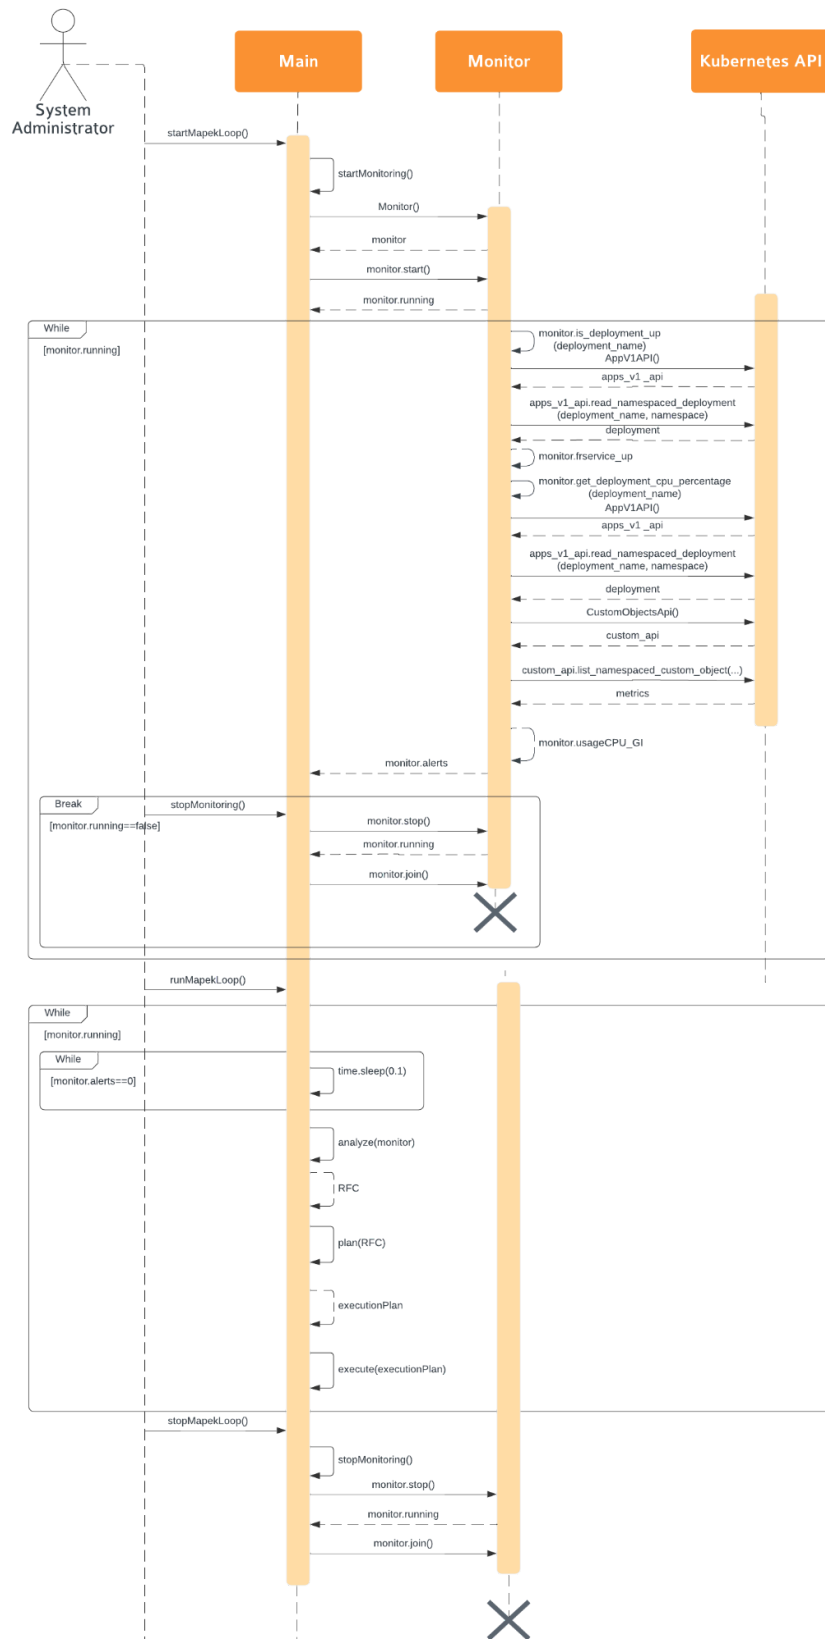 Main
Monitor
Kubernetes API
System
Administrator
startMapekLoop()
startMonitoring()
Monitor()
monitor
monitor.start()
monitor.running
While
[monitor.running]
monitor.is_deployment_up
(deployment_name)
AppV1API()
apps_v1 _api
apps_v1_api.read_namespaced_deployment
(deployment_name, namespace)
deployment
monitor.frservice_up
monitor.get_deployment_cpu_percentage
(deployment_name)
AppV1API()
apps_v1 _api
apps_v1_api.read_namespaced_deployment
(deployment_name, namespace)
deployment
CustomObjectsApi()
custom_api
custom_api.list_namespaced_custom_object(...)
metrics
monitor.usageCPU_GI
monitor.alerts
Break
stopMonitoring()
[monitor.running==false]
monitor.stop()
monitor.running
monitor.join()
runMapekLoop()
While
[monitor.running]
While
[monitor.alerts==0]
time.sleep(0.1)
analyze(monitor)
RFC
plan(RFC)
executionPlan
execute(executionPlan)
stopMapekLoop()
stopMonitoring()
monitor.stop()
monitor.running
monitor.join()